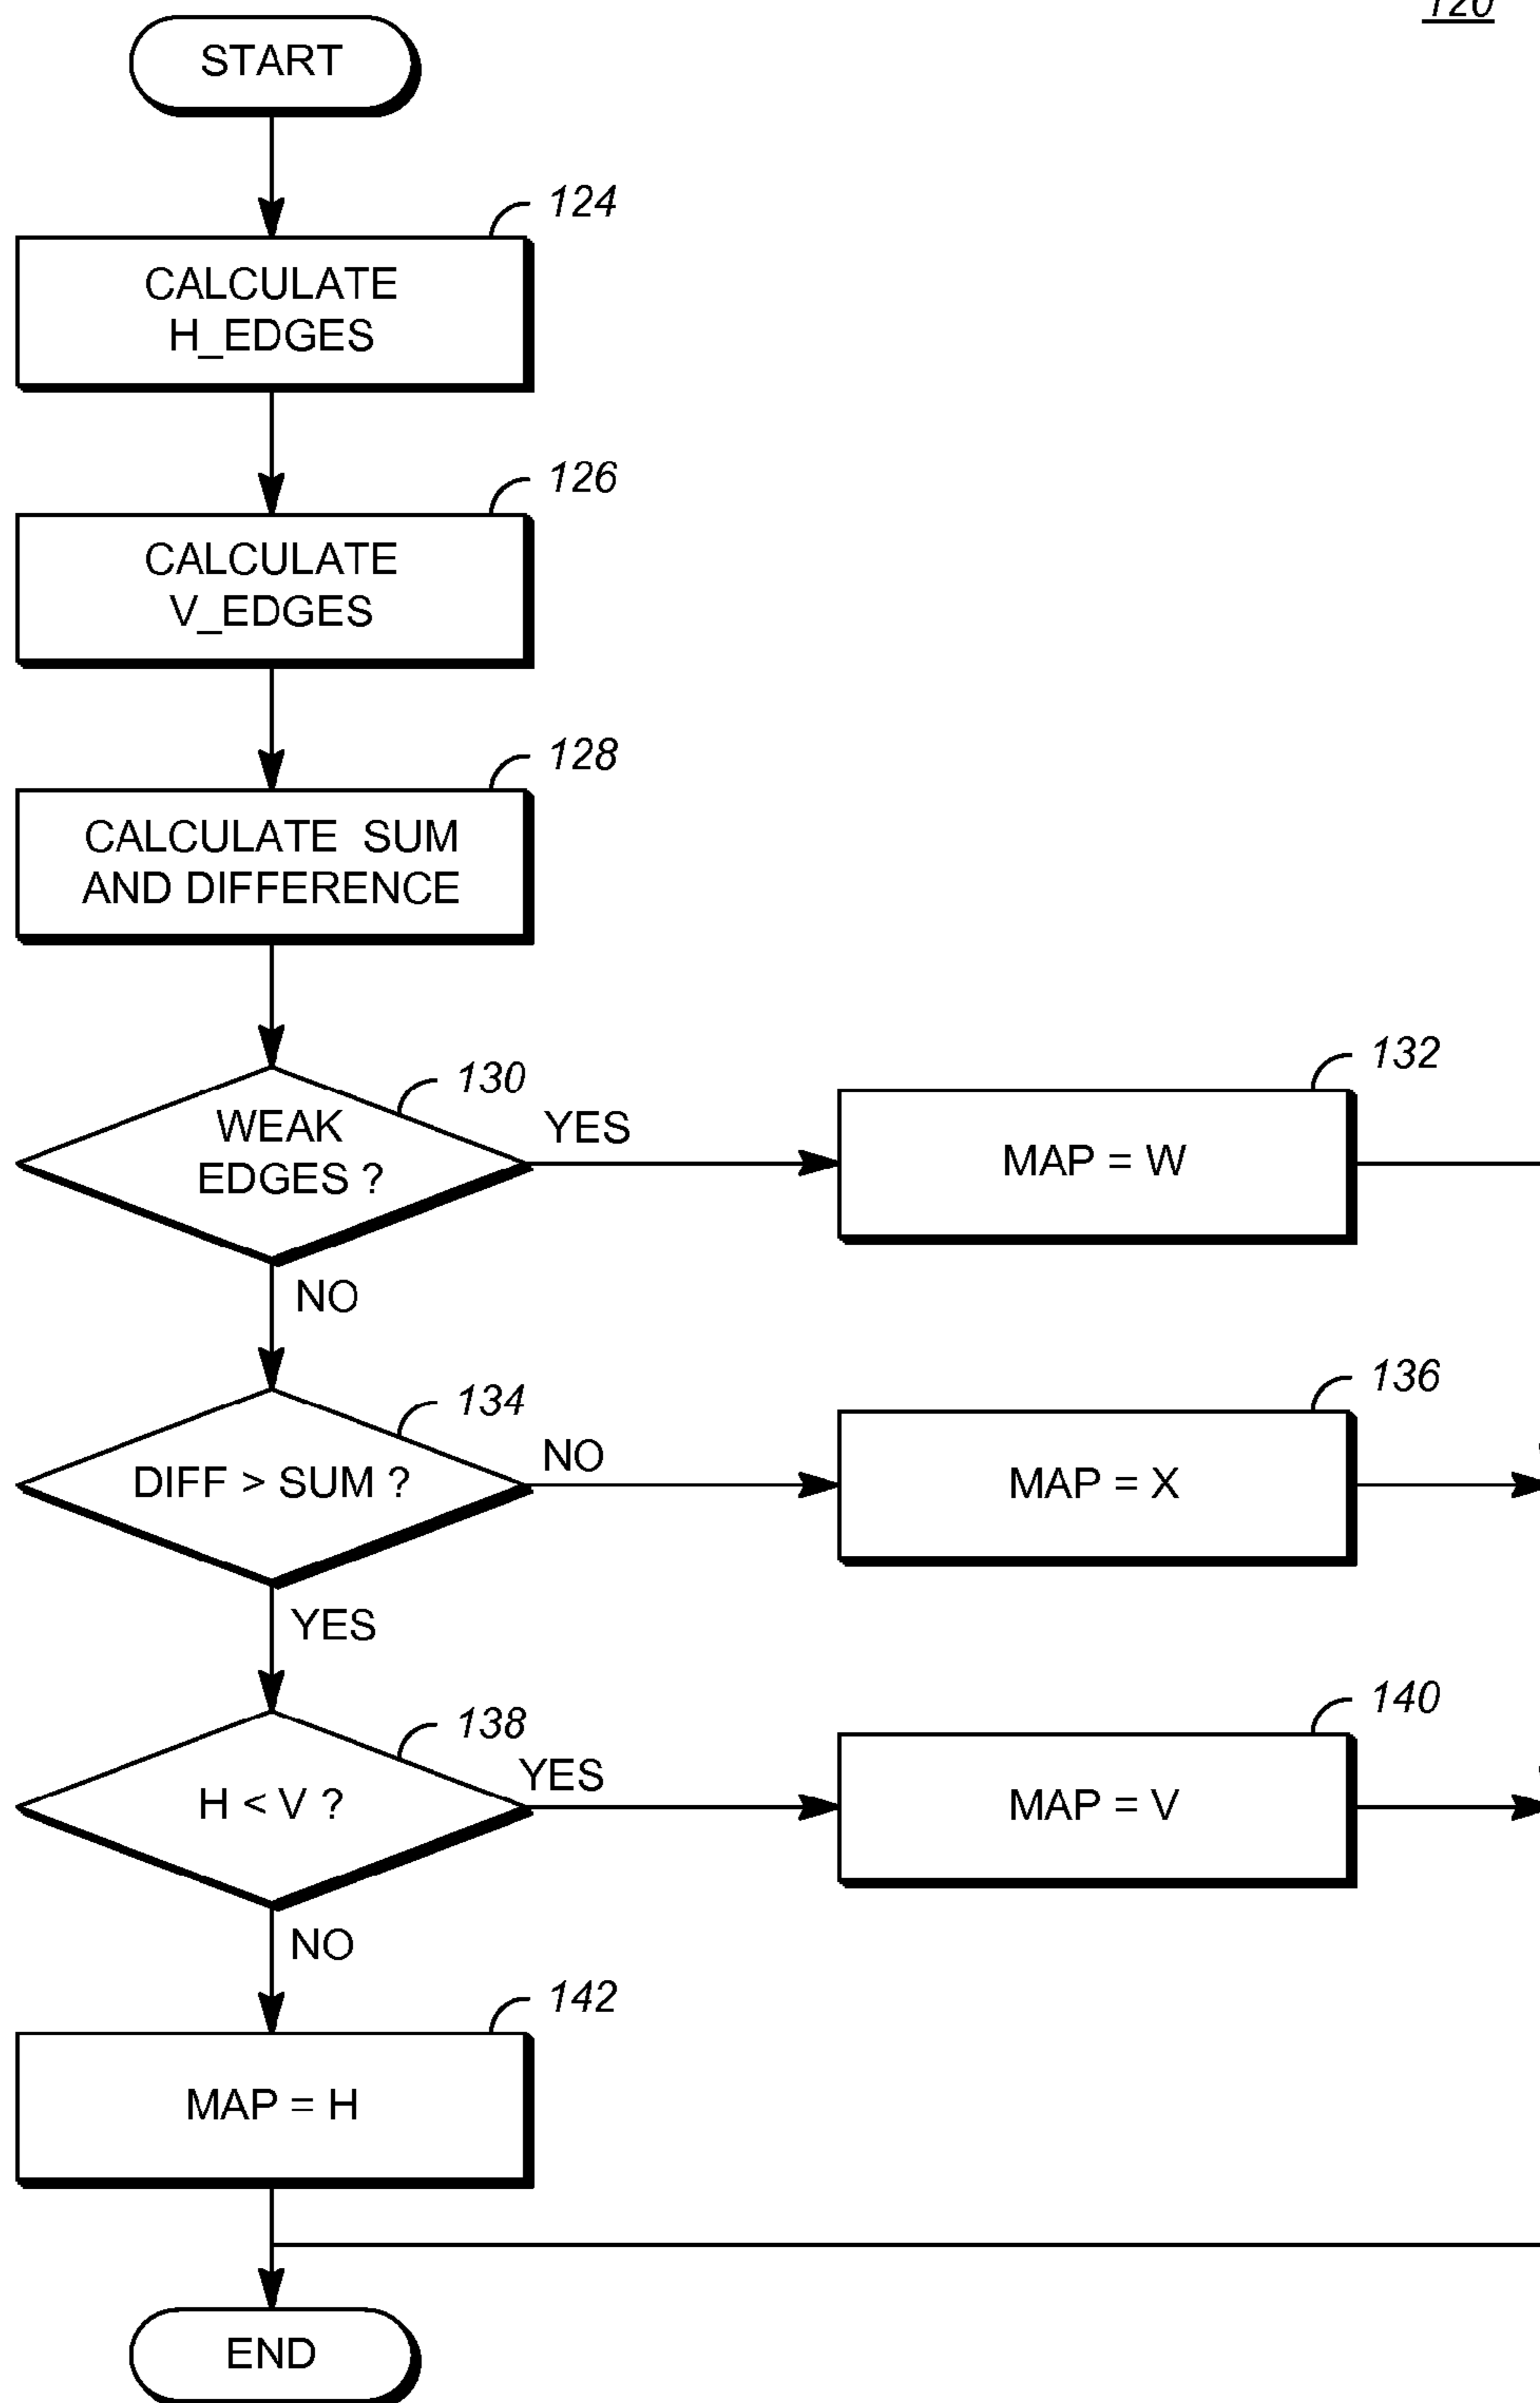 120
START
124
CALCULATE
H_EDGES
126
CALCULATE
V_EDGES
128
CALCULATE SUM
AND DIFFERENCE
130
WEAK
EDGES ?
YES
132
MAP = W
NO
134
DIFF > SUM ?
NO
136
MAP = X
YES
138
H < V ?
YES
140
MAP = V
NO
142
MAP = H
END